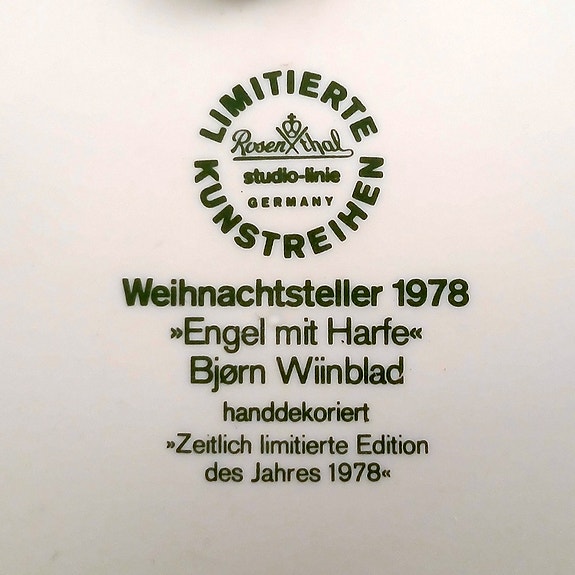 LIMITIERTE
Rosenthal
studio-linie
GERMANY
KUNSTREIHEN
Weihnachtsteller 1978
»Engel mit Harfe«
Bjørn Wiinblad
handdekoriert
»Zeitlich limitierte Edition
des Jahres 1978«